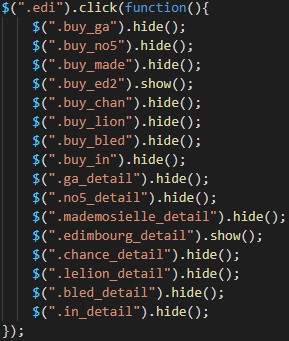 $(".edi").click(function(){
$(".buy_ga").hide();
$(".buy_no5").hide();
$(".buy_made").hide();
$(".buy_ed2").show();
$(".buy_chan").hide();
$(".buy_lion").hide();
$(".buy_bled").hide();
$(".buy_in").hide();
$(".ga_detail").hide();
$(".no5_detail").hide();
$(".mademosielle_detail").hide();
$(".edimbourg_detail").show();
$(".chance_detail").hide();
$(".lelion_detail").hide();
$(".bled_detail").hide();
$(".in_detail").hide();
});